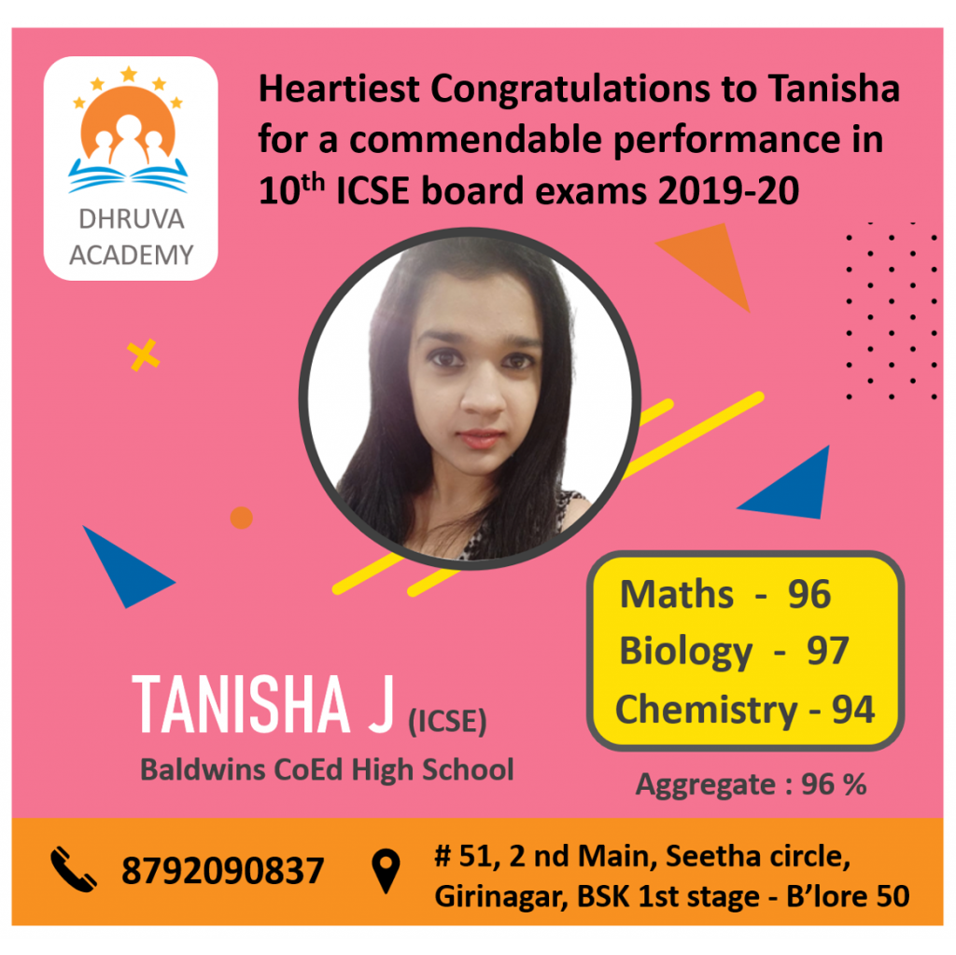 DHRUVA
ACADEMY
Heartiest Congratulations to Tanisha
for a commendable performance in
10th ICSE board exams 2019-20
Maths - 96
Biology - 97
Chemistry - 94
TANISHA J (ICSE)
Baldwins CoEd High School
Aggregate : 96 %
8792090837
# 51, 2 nd Main, Seetha circle,
Girinagar, BSK 1st stage - B’lore 50